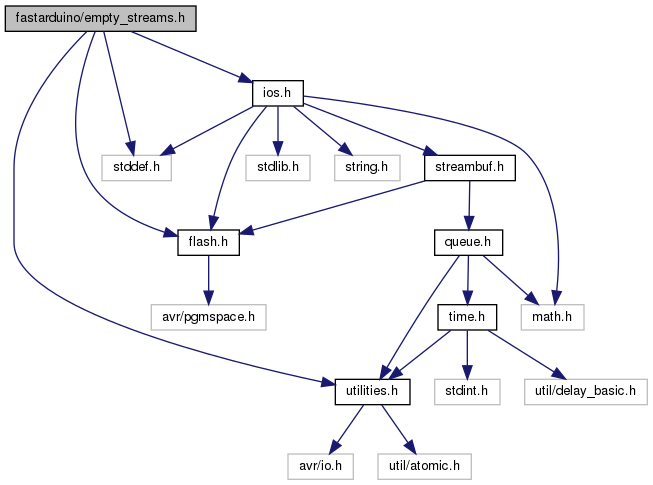 fastarduino/empty_streams.h
ios.h
stddef.h
stdlib.h
string.h
streambuf.h
flash.h
queue.h
avr/pgmspace.h
time.h
math.h
utilities.h
stdint.h
util/delay_basic.h
avr/io.h
util/atomic.h